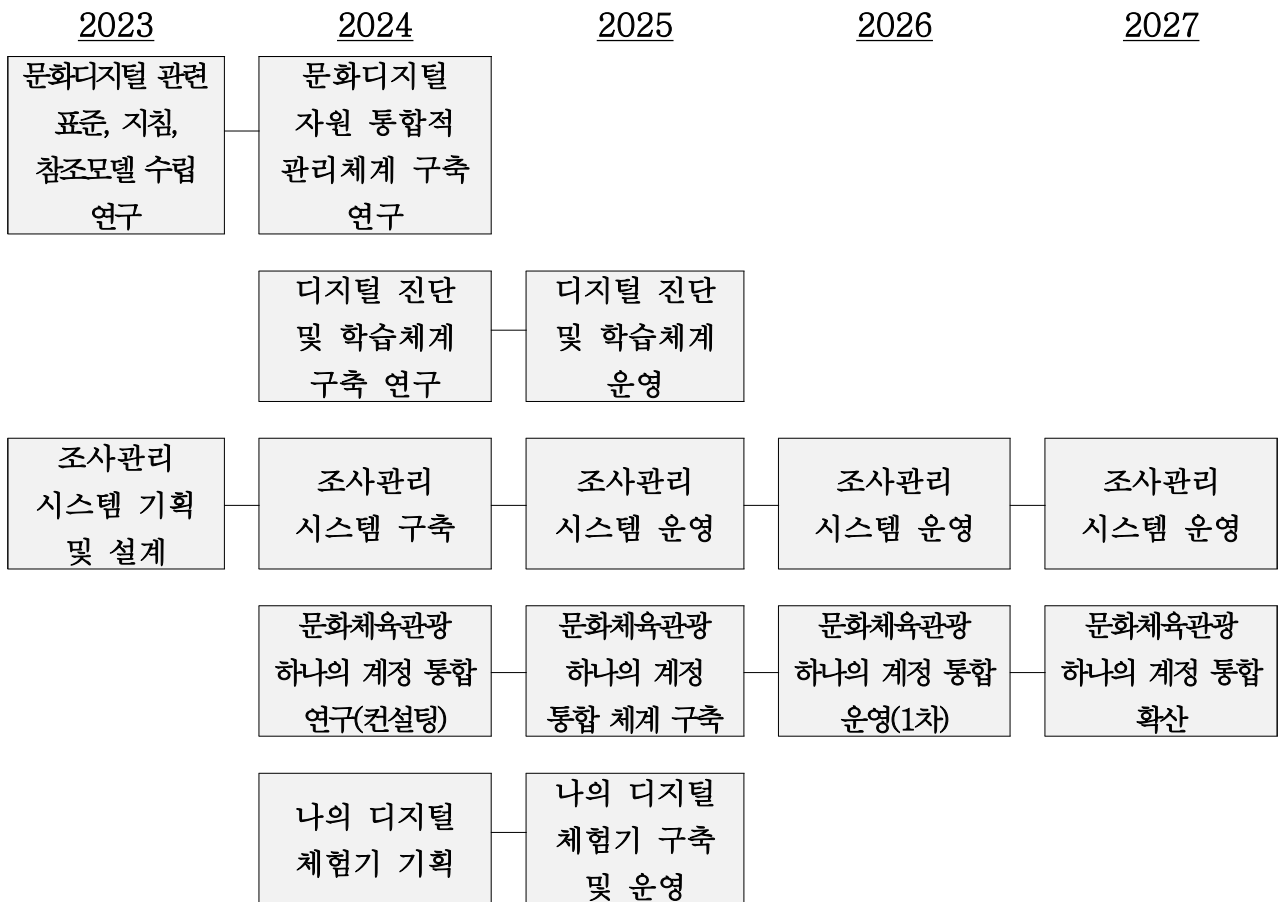 2023 2024 2025 2026 2027
문화디지털 관련
표준, 지침,
참조모델 수립
연구
문화디지털
자원 통합적
관리체계 구축
연구
디지털 진단
및 학습체계
구축 연구
디지털 진단
및 학습체계
운영
조사관리
시스템 기획
및 설계
조사관리
시스템 구축
조사관리
시스템 운영
조사관리
시스템 운영
조사관리
시스템 운영
문화체육관광
하나의 계정 통합
연구(컨설팅)
문화체육관광
하나의 계정
통합 체계 구축
문화체육관광
하나의 계정 통합
운영(1차)
문화체육관광
하나의 계정 통합
확산
나의 디지털
체험기 기획
나의 디지털
체험기 구축
및 운영